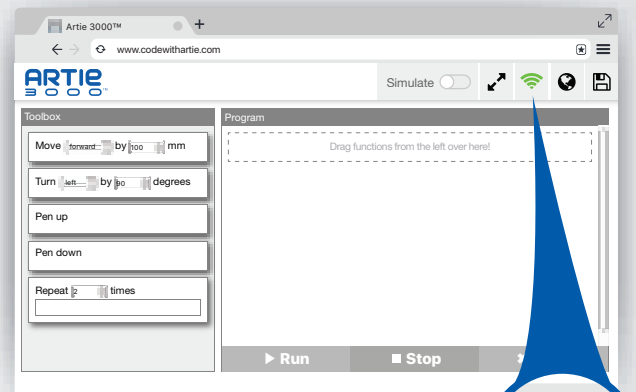 Artie 3000™
www.codewithartie.com
ARTIE
3000™
Simulate
Toolbox
Program
Move forward by 100 mm
Drag functions from the left over here!
Turn left by 90 degrees
Pen up
Pen down
Repeat 2 times
Run
Stop